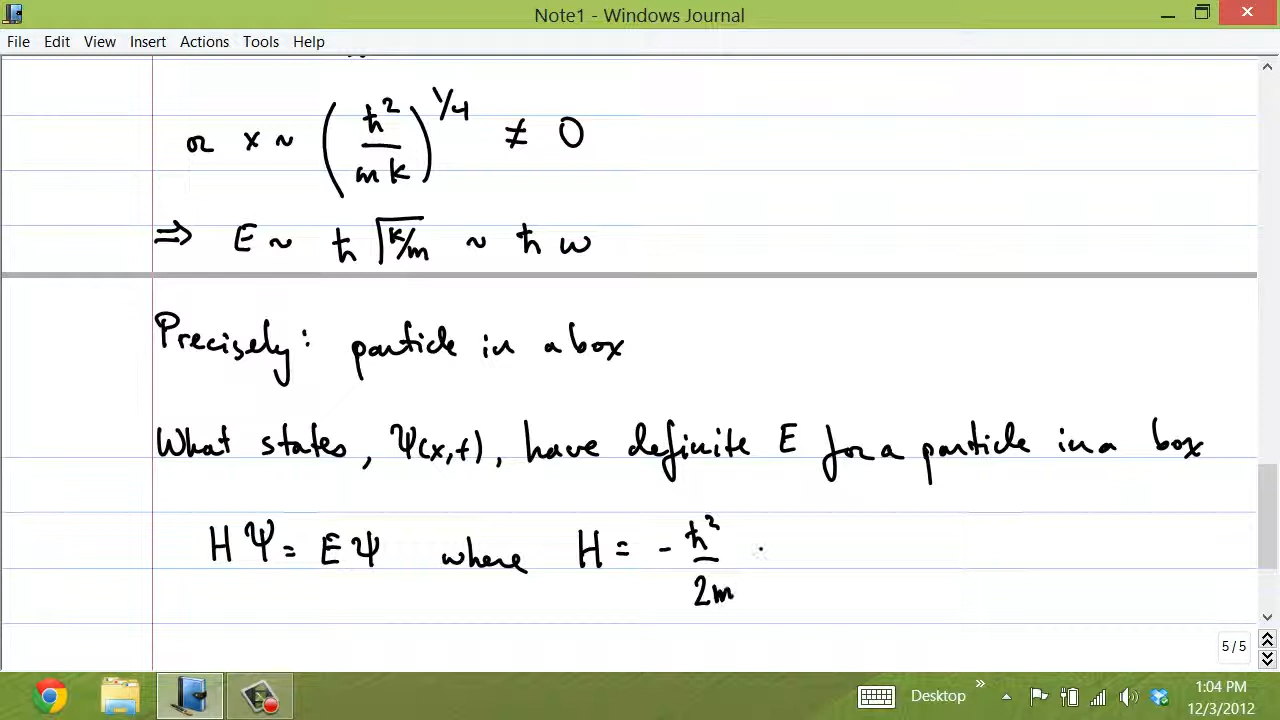 Note1 - Windows Journal
File Edit View Insert Actions Tools Help
or x ~ (ħ²/mk)^1/4 ≠ 0
⇒ E ~ ħ √k/m ~ ħ ω
Precisely: particle in a box
What states, Ψ(x,t), have definite E for a particle in a box
HΨ = EΨ where H = - ħ²/2m
5 / 5
Desktop
1:04 PM
12/3/2012